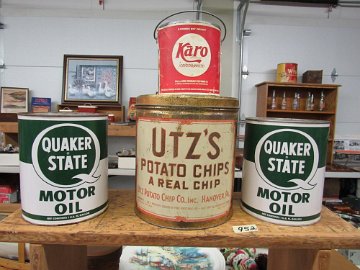 Karo
QUAKER
STATE
MOTOR
OIL
UTZ'S
POTATO CHIPS
A REAL CHIP
POTATO CHIP CO. INC. HANOVER, PA.
QUAKER
STATE
MOTOR
OIL
952